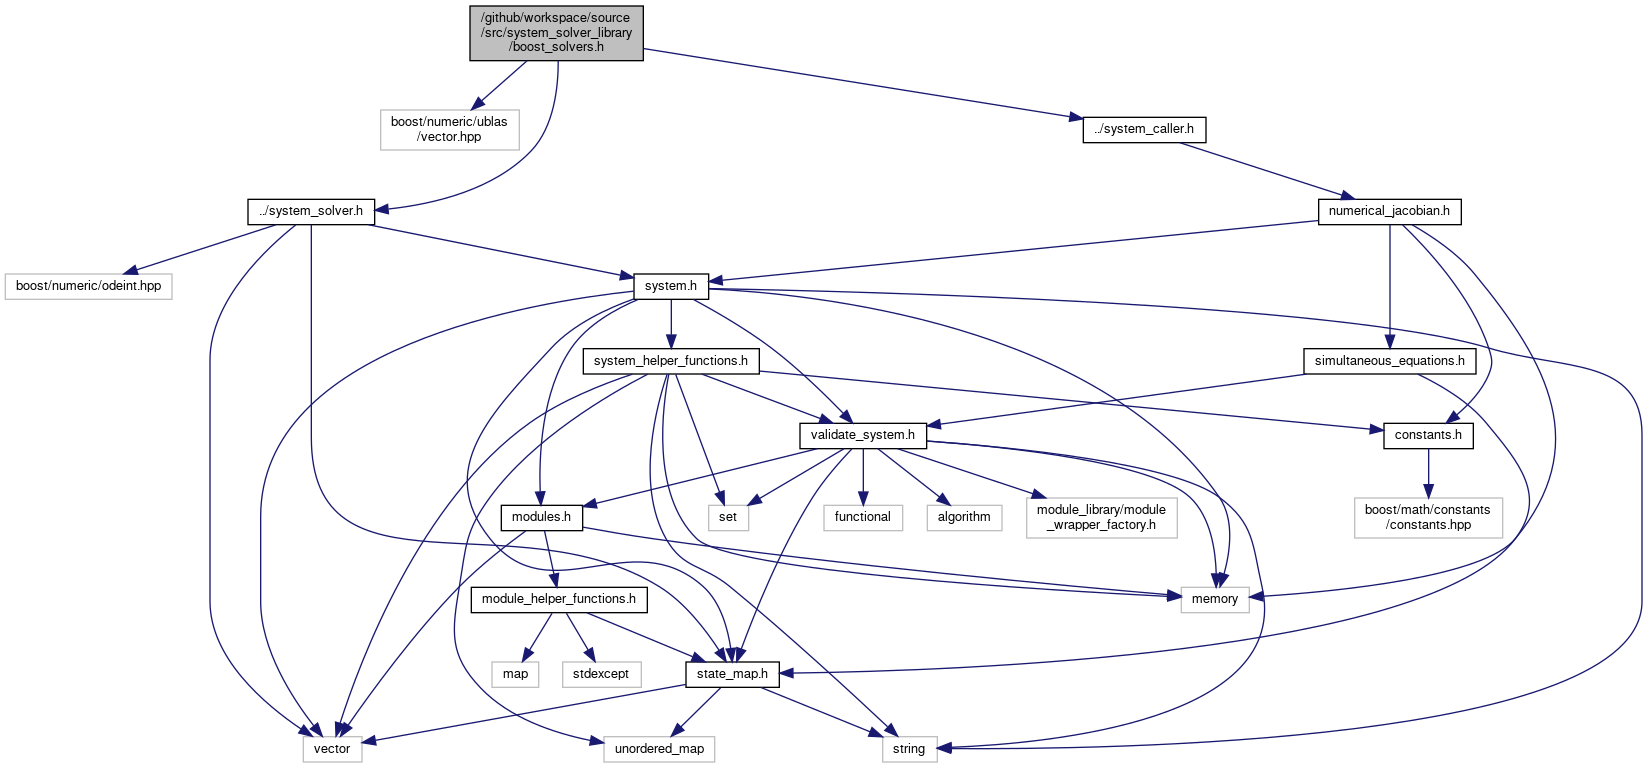 /github/workspace/source
/src/system_solver_library
/boost_solvers.h
boost/numeric/ublas
/vector.hpp
../system_caller.h
../system_solver.h
numerical_jacobian.h
boost/numeric/odeint.hpp
system.h
system_helper_functions.h
simultaneous_equations.h
validate_system.h
constants.h
modules.h
set
functional
algorithm
module_library/module
_wrapper_factory.h
boost/math/constants
/constants.hpp
module_helper_functions.h
memory
map
stdexcept
state_map.h
vector
unordered_map
string